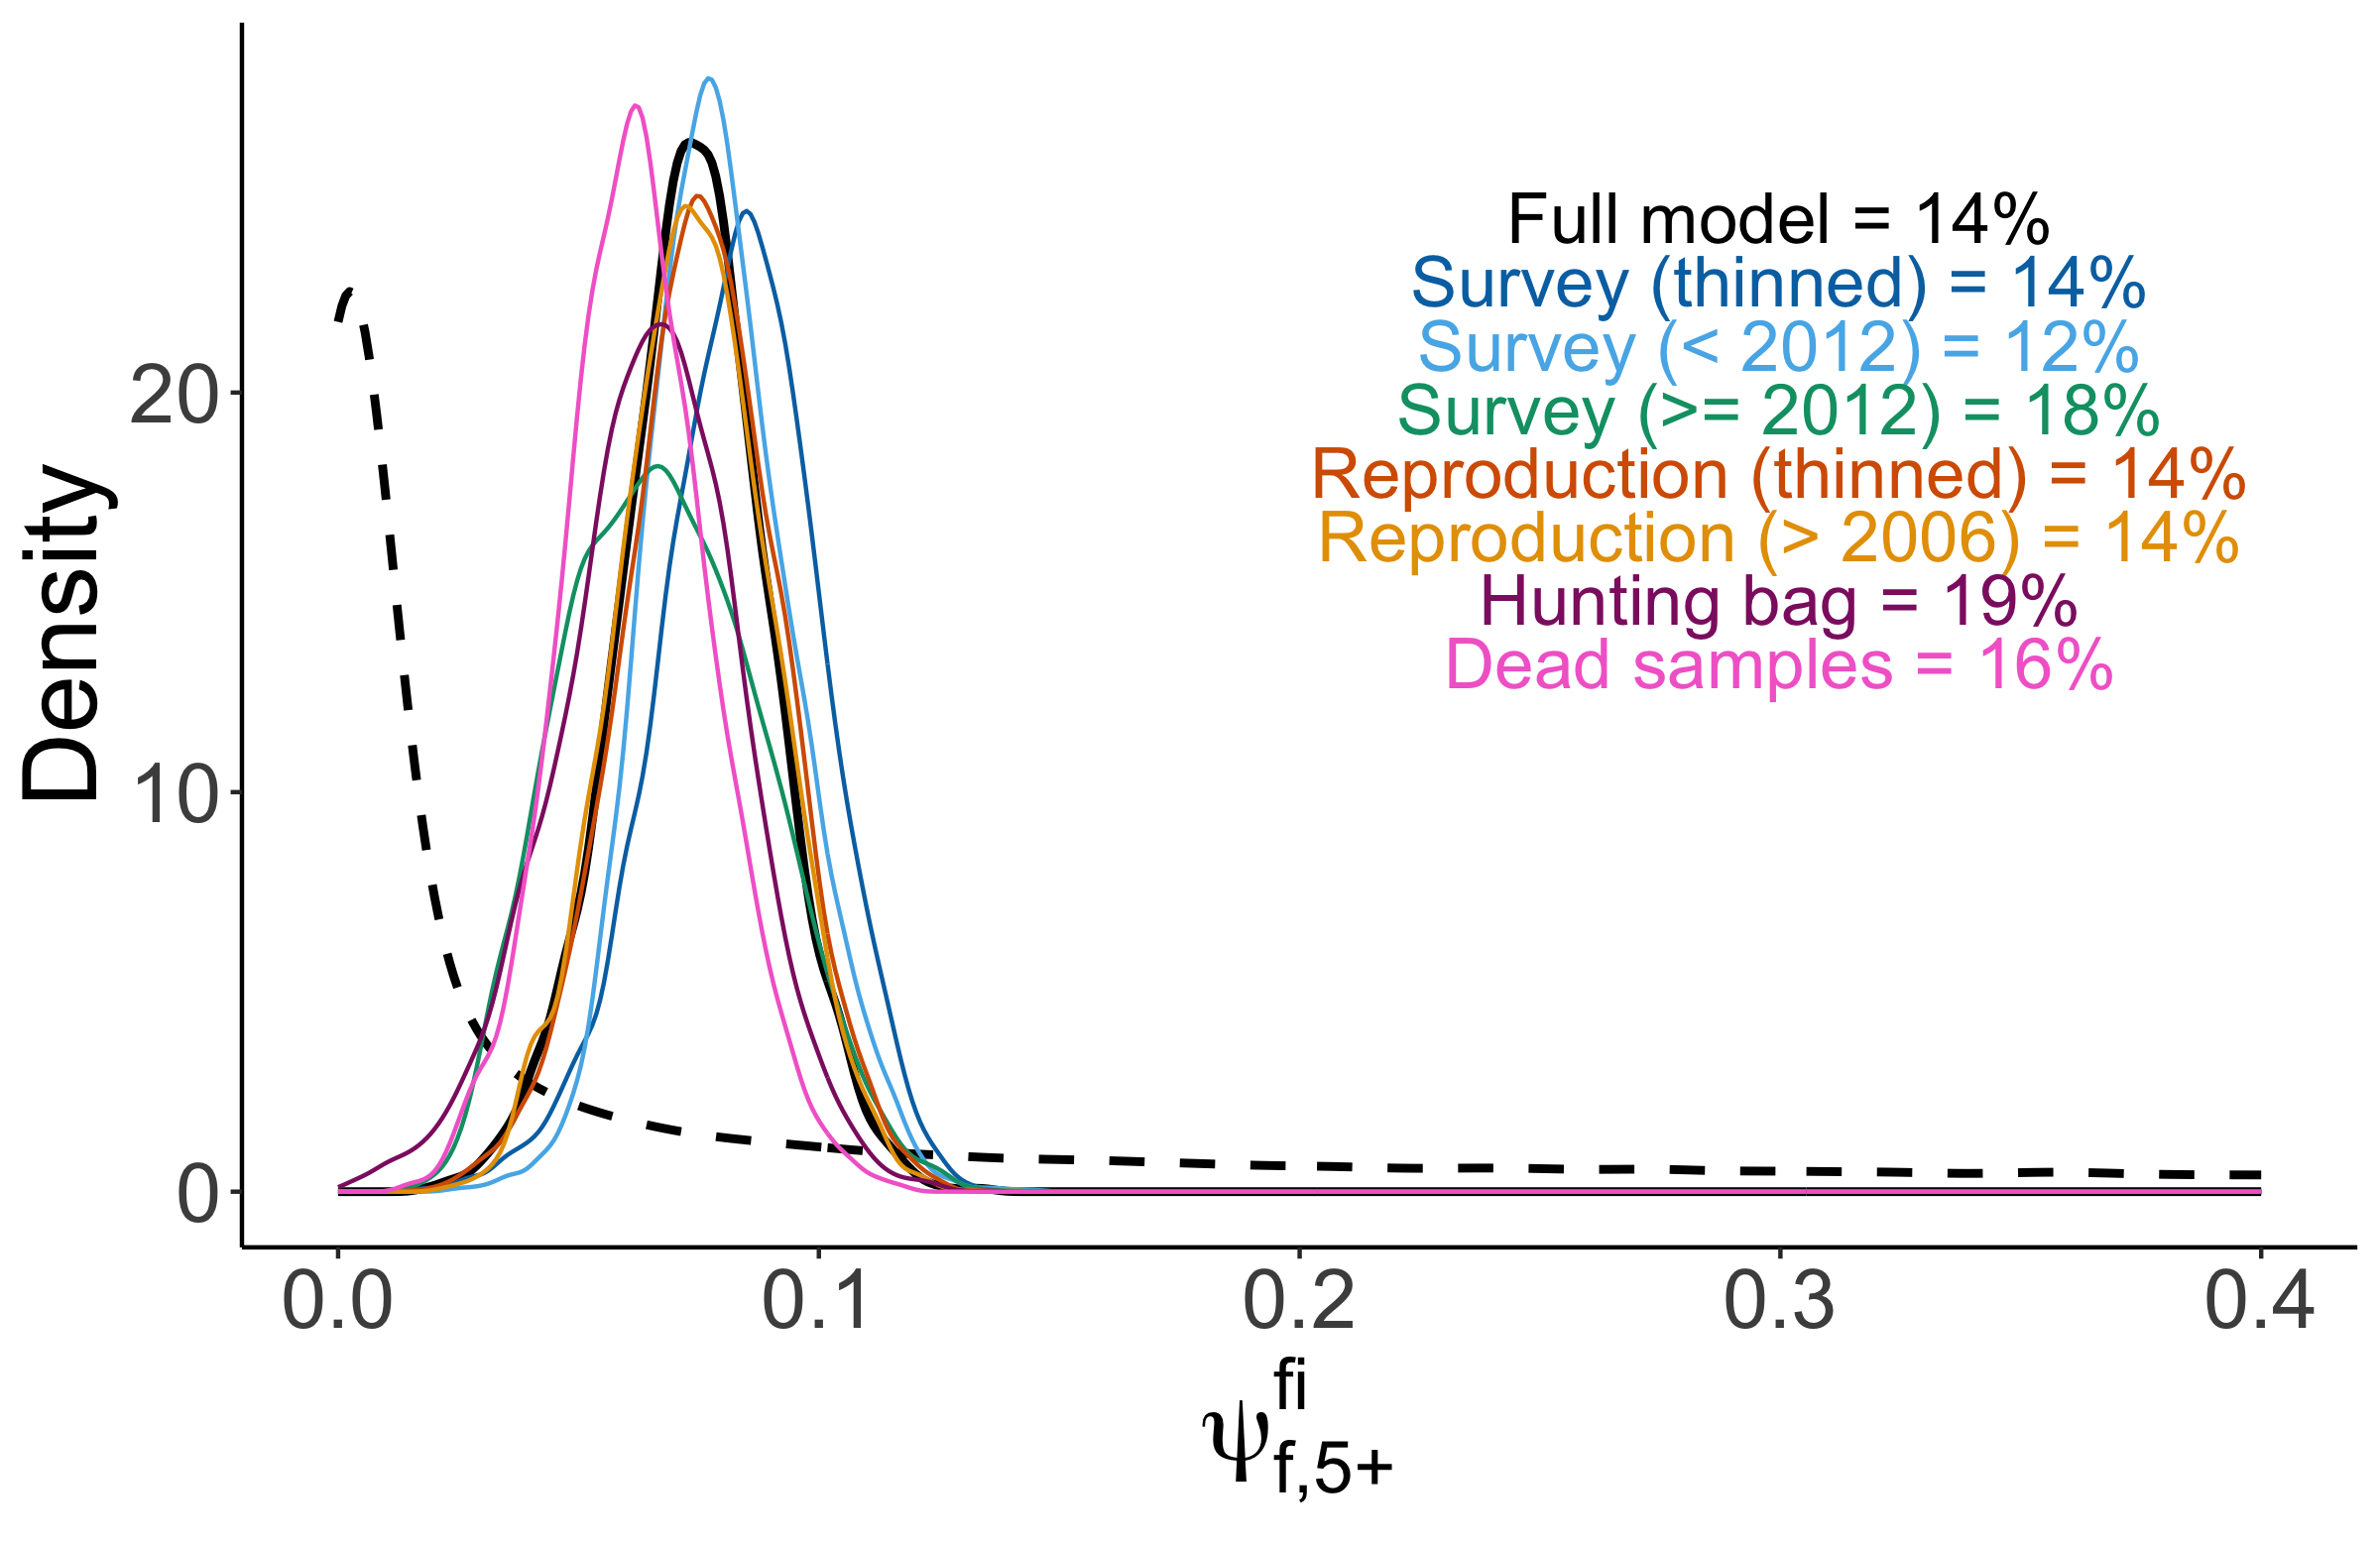 Full model = 14%
Survey (thinned) = 14%
Survey (< 2012) = 12%
Survey (>= 2012) = 18%
Reproduction (thinned) = 14%
Reproduction (> 2006) = 14%
Hunting bag = 19%
Dead samples = 16%
Density
20
10
0
0.0 0.1 0.2 0.3 0.4
ψ fi f,5+